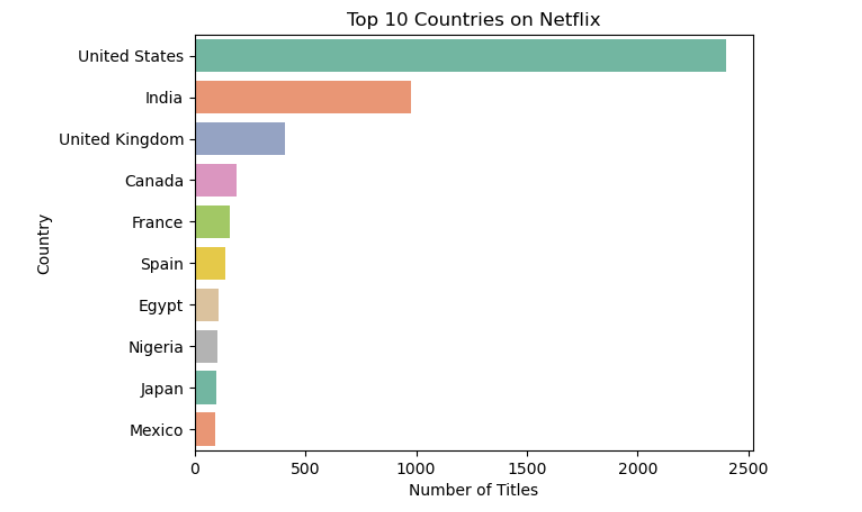 Top 10 Countries on Netflix
United States
India
United Kingdom
Canada
France
Spain
Egypt
Nigeria
Japan
Mexico
Country
0 500 1000 1500 2000 2500
Number of Titles